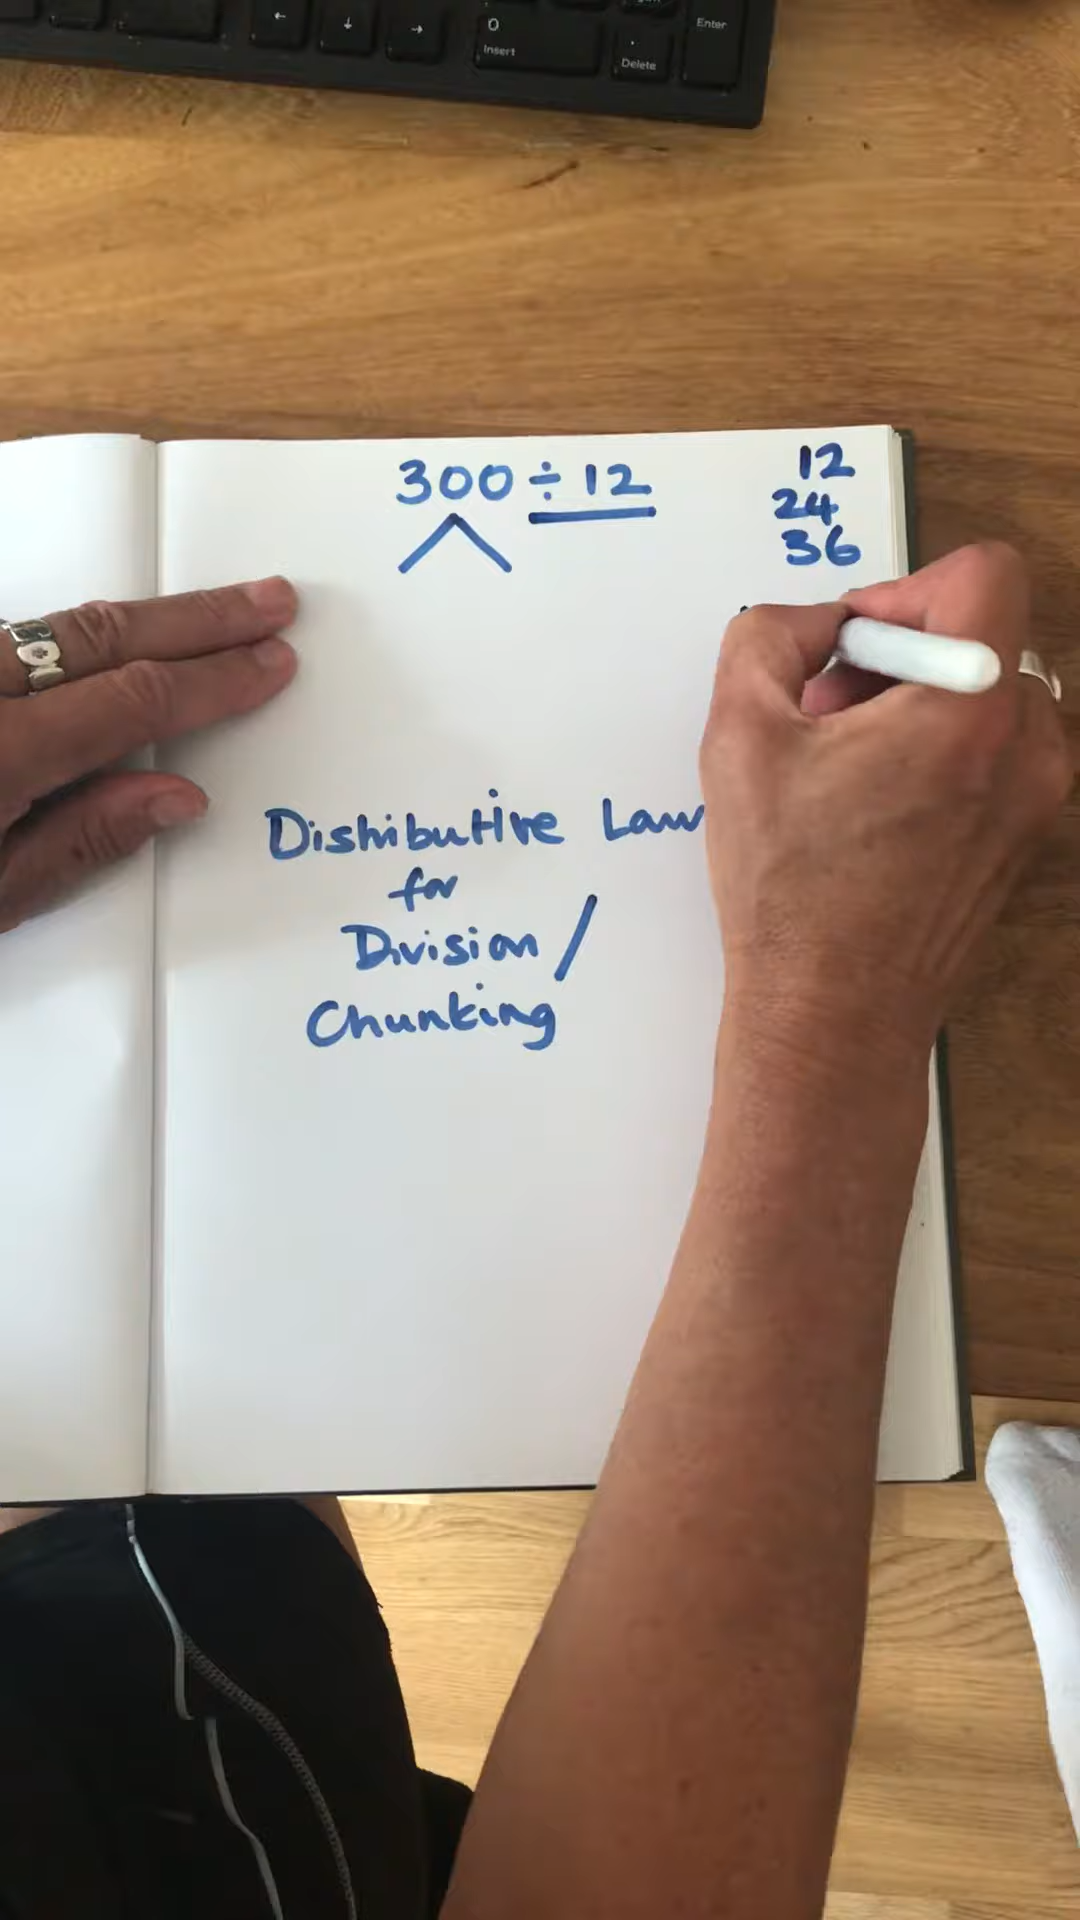 Enter
0
Insert
.
Delete
← ↓ →
300 ÷ 12
12
24
36
Distributive Law
for
Division /
Chunking